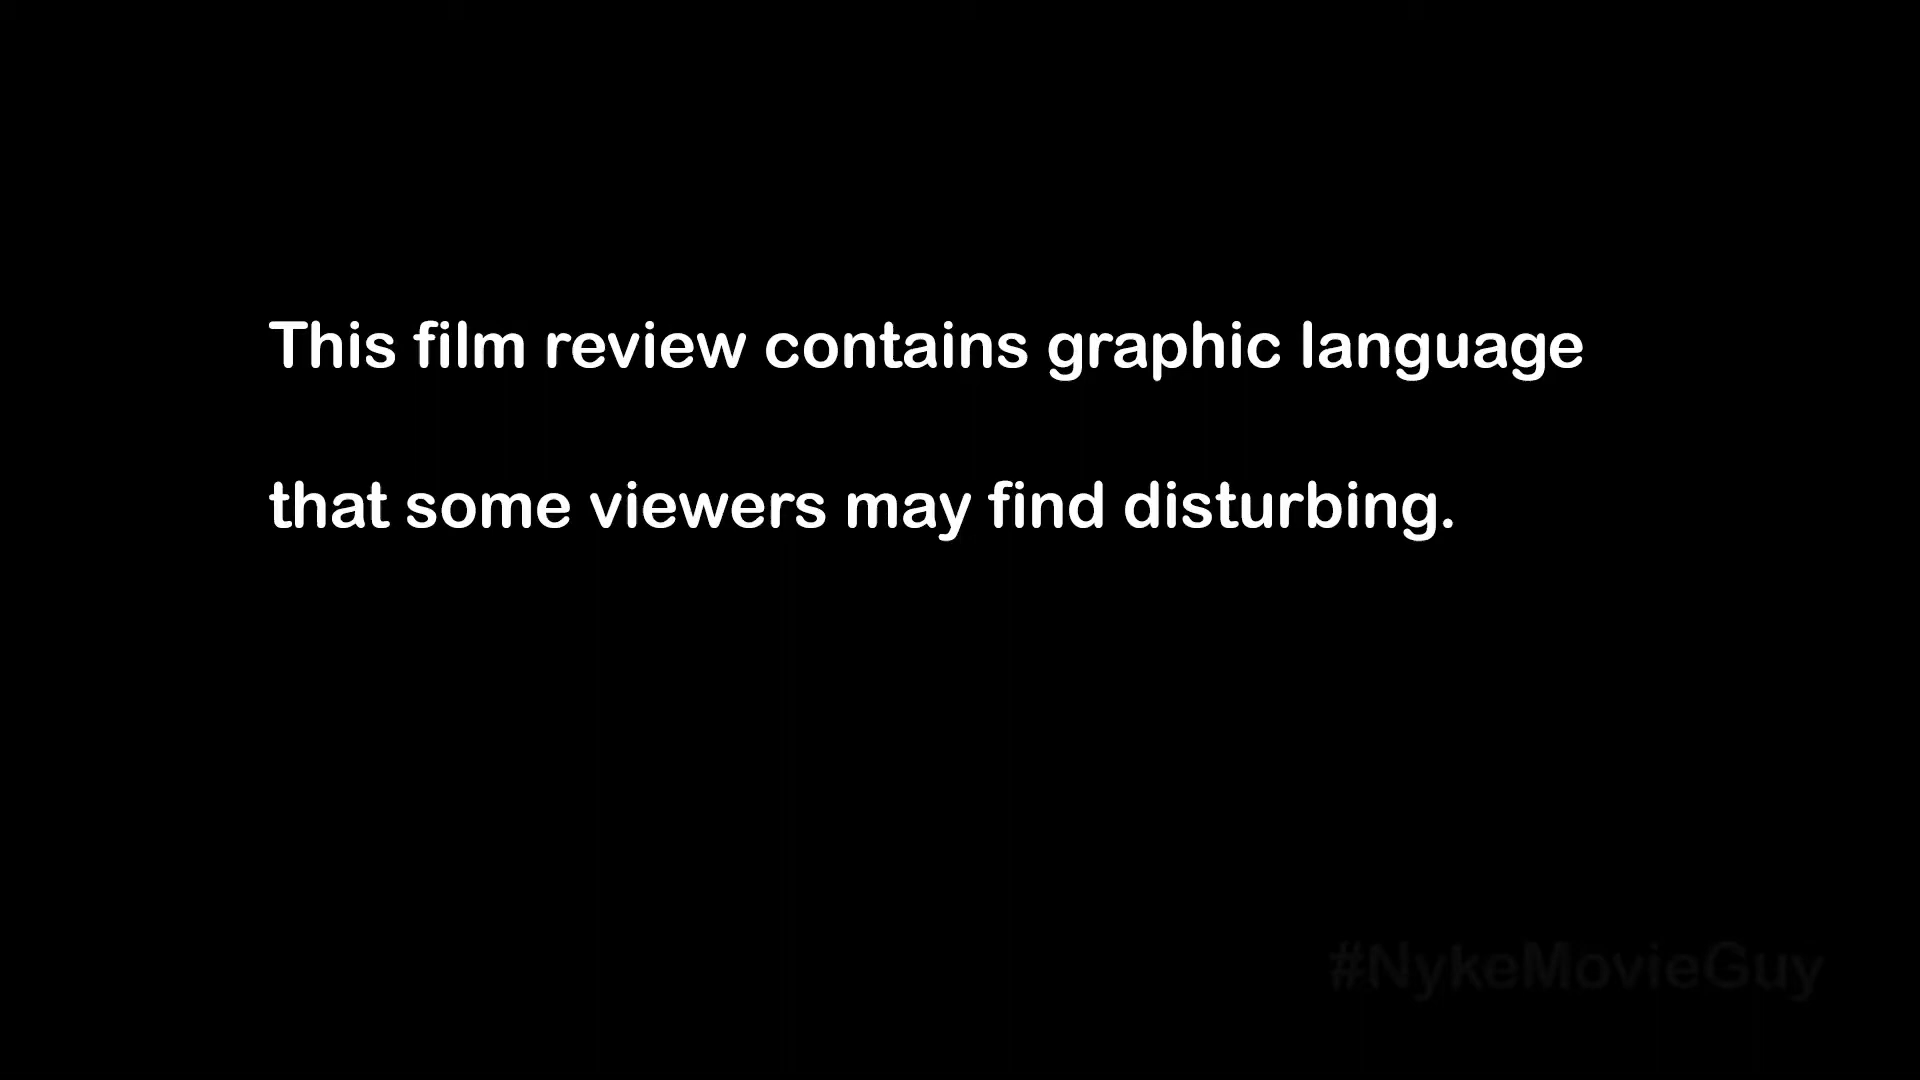 This film review contains graphic language
that some viewers may find disturbing.
#NykeMovieGuy